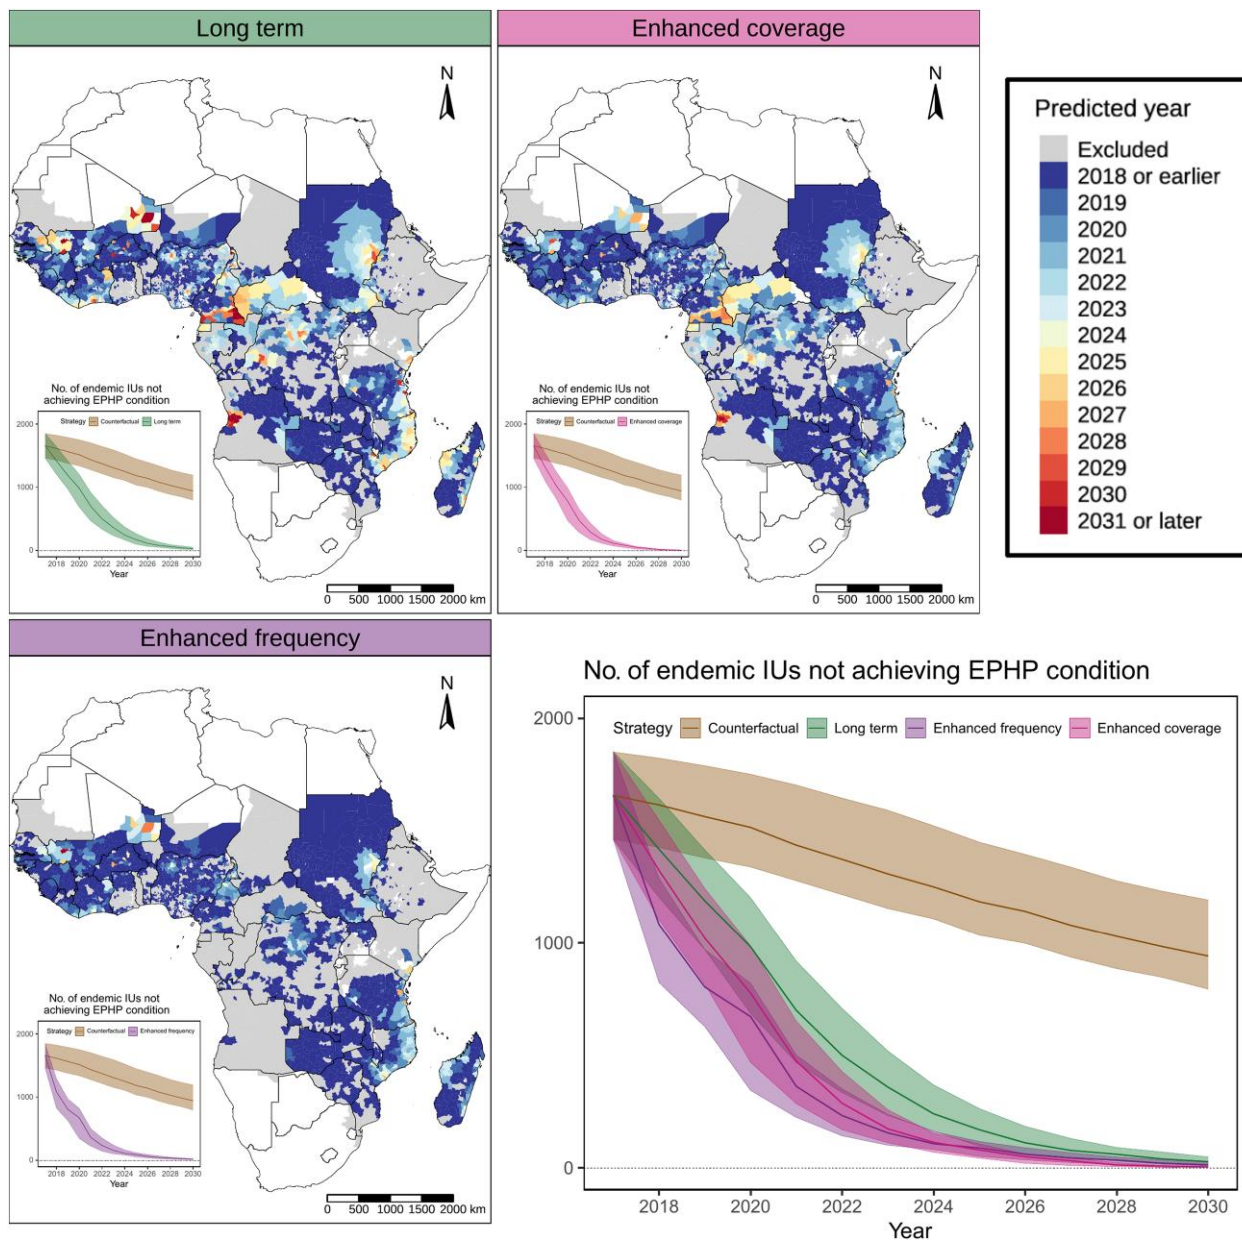 Long term
N
No. of endemic IUs not
achieving EPHP condition
Strategy Counterfactual Long term
2000
1000
0
2018 2020 2022 2024 2026 2028 2030
Year
0 500 1000 1500 2000 km
Enhanced coverage
N
No. of endemic IUs not
achieving EPHP condition
Strategy Counterfactual Enhanced coverage
2000
1000
0
2018 2020 2022 2024 2026 2028 2030
Year
0 500 1000 1500 2000 km
Predicted year
Excluded
2018 or earlier
2019
2020
2021
2022
2023
2024
2025
2026
2027
2028
2029
2030
2031 or later
Enhanced frequency
N
No. of endemic IUs not
achieving EPHP condition
Strategy Counterfactual Enhanced frequency
2000
1000
0
2018 2020 2022 2024 2026 2028 2030
Year
0 500 1000 1500 2000 km
No. of endemic IUs not achieving EPHP condition
Strategy Counterfactual Long term Enhanced frequency Enhanced coverage
2000
1000
0
2018 2020 2022 2024 2026 2028 2030
Year